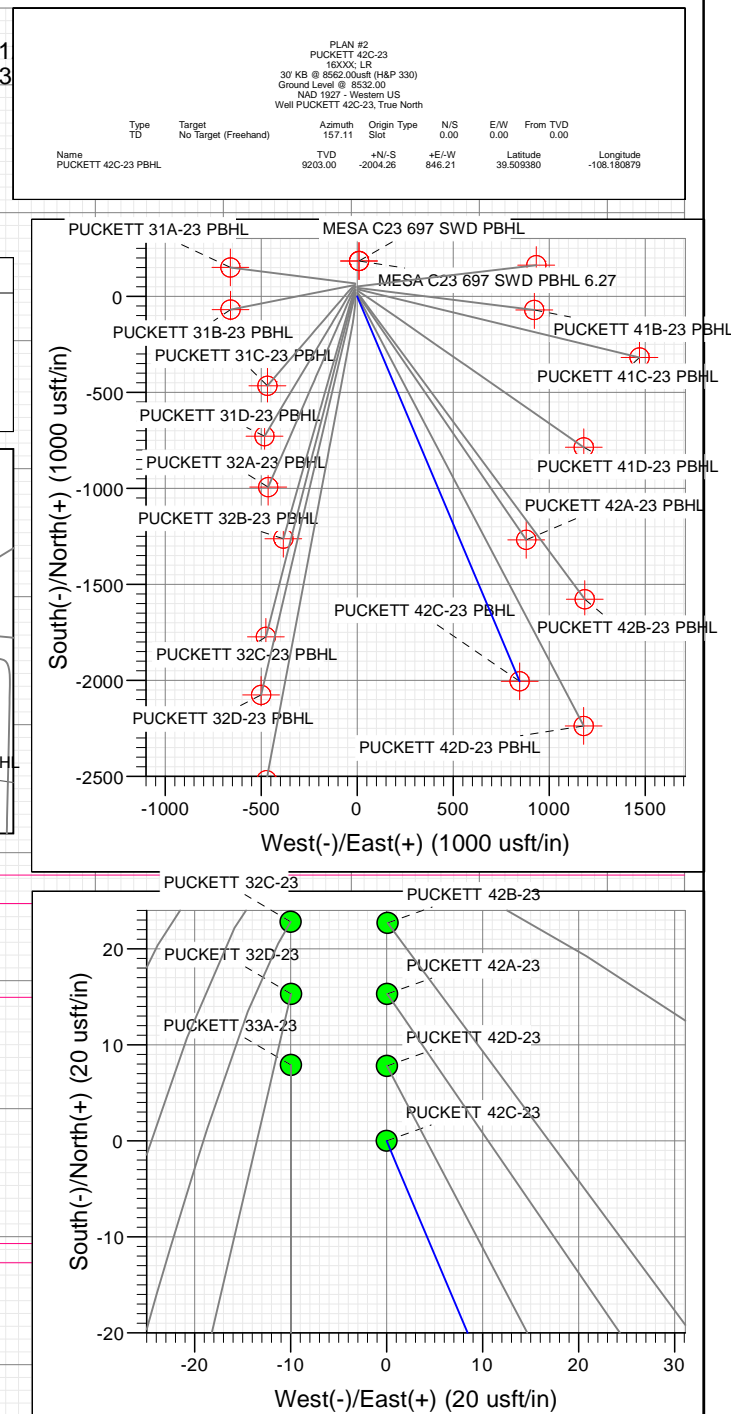 1
3
PLAN #2
PUCKETT 42C-23
16XXX; LR
30' KB @ 8562.00usft (H&P 330)
Ground Level @ 8532.00
NAD 1927 - Western US
Well PUCKETT 42C-23, True North
Type Target Azimuth Origin Type N/S E/W From TVD
TD No Target (Freehand) 157.11 Slot 0.00 0.00 0.00
Name TVD +N/-S +E/-W Latitude Longitude
PUCKETT 42C-23 PBHL 9203.00 -2004.26 846.21 39.509380 -108.180879
PUCKETT 31A-23 PBHL
MESA C23 697 SWD PBHL
MESA C23 697 SWD PBHL 6.27
PUCKETT 31B-23 PBHL
PUCKETT 41B-23 PBHL
PUCKETT 31C-23 PBHL
PUCKETT 41C-23 PBHL
PUCKETT 31D-23 PBHL
PUCKETT 32A-23 PBHL
PUCKETT 41D-23 PBHL
PUCKETT 32B-23 PBHL
PUCKETT 42A-23 PBHL
PUCKETT 42C-23 PBHL
PUCKETT 42B-23 PBHL
PUCKETT 32C-23 PBHL
PUCKETT 32D-23 PBHL
PUCKETT 42D-23 PBHL
0
-500
-1000
-1500
-2000
-2500
South(-)/North(+) (1000 usft/in)
-1000 -500 0 500 1000 1500
West(-)/East(+) (1000 usft/in)
HL
PUCKETT 32C-23
PUCKETT 42B-23
PUCKETT 32D-23
PUCKETT 42A-23
PUCKETT 33A-23
PUCKETT 42D-23
PUCKETT 42C-23
20
10
0
-10
-20
South(-)/North(+) (20 usft/in)
-20 -10 0 10 20 30
West(-)/East(+) (20 usft/in)